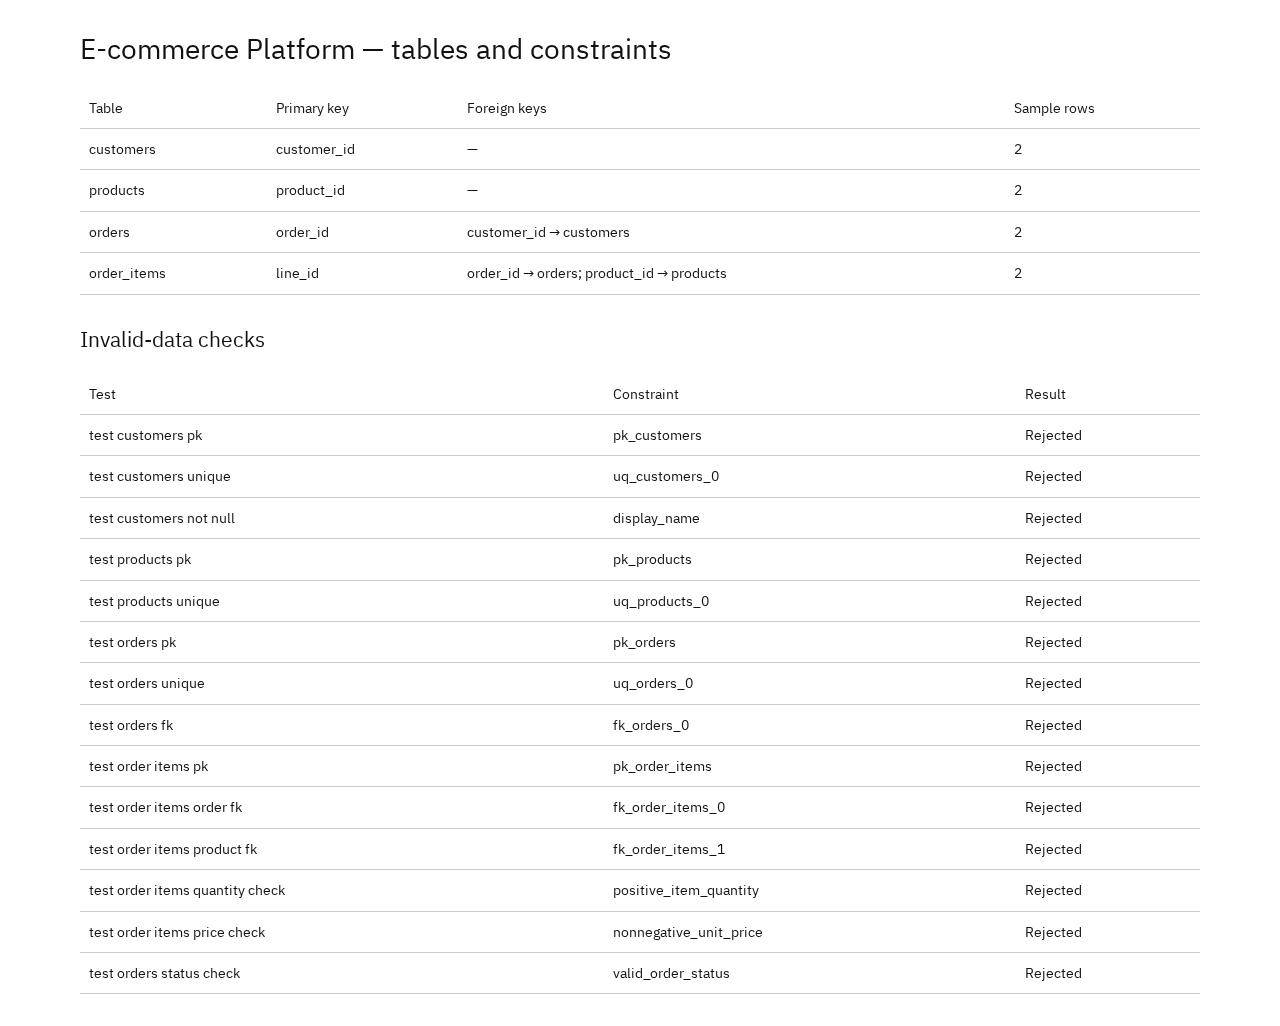 E-commerce Platform — tables and constraints
Table Primary key Foreign keys Sample rows
customers customer_id — 2
products product_id — 2
orders order_id customer_id → customers 2
order_items line_id order_id → orders; product_id → products 2
Invalid-data checks
Test Constraint Result
test customers pk pk_customers Rejected
test customers unique uq_customers_0 Rejected
test customers not null display_name Rejected
test products pk pk_products Rejected
test products unique uq_products_0 Rejected
test orders pk pk_orders Rejected
test orders unique uq_orders_0 Rejected
test orders fk fk_orders_0 Rejected
test order items pk pk_order_items Rejected
test order items order fk fk_order_items_0 Rejected
test order items product fk fk_order_items_1 Rejected
test order items quantity check positive_item_quantity Rejected
test order items price check nonnegative_unit_price Rejected
test orders status check valid_order_status Rejected